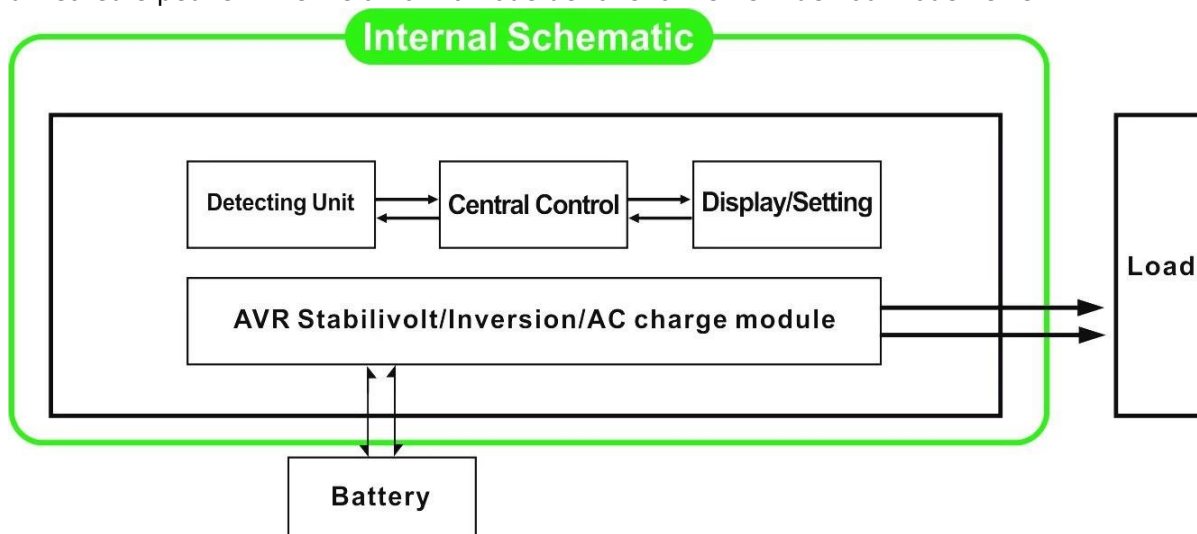 Internal Schematic
Detecting Unit
Central Control
Display/Setting
Load
AVR Stabilivolt/Inversion/AC charge module
Battery